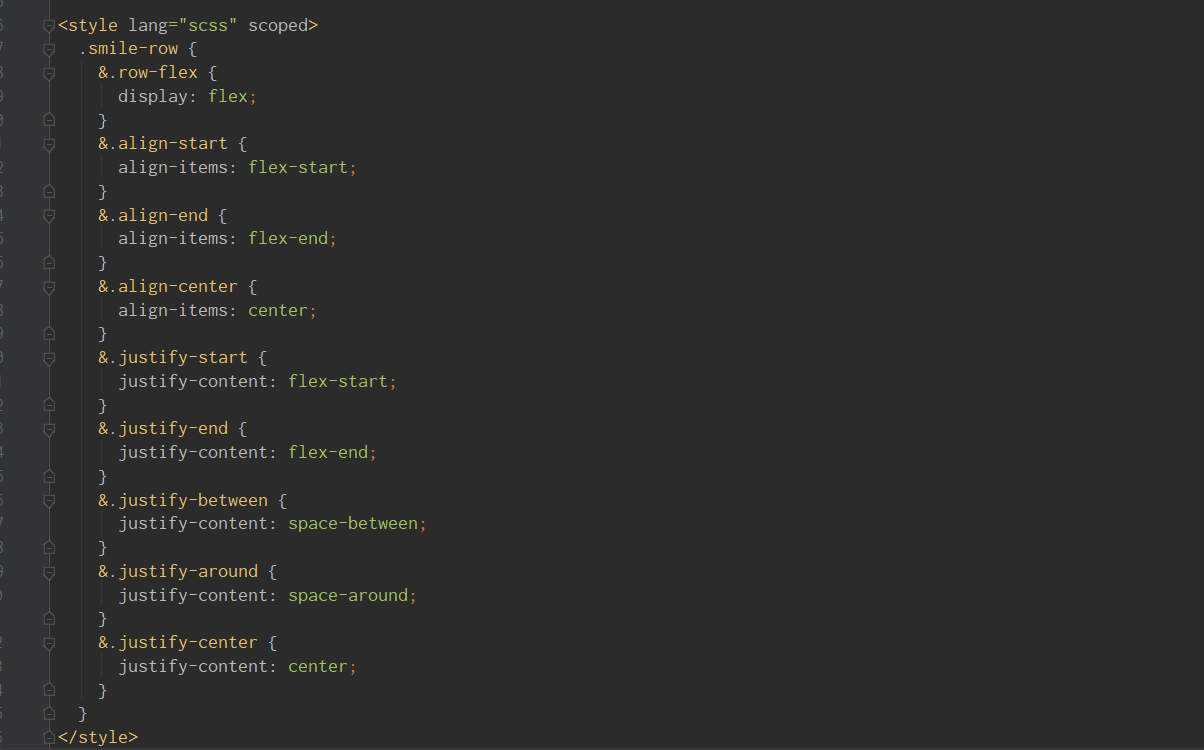 <style lang="scss" scoped>
  .smile-row {
    &.row-flex {
      display: flex;
    }
    &.align-start {
      align-items: flex-start;
    }
    &.align-end {
      align-items: flex-end;
    }
    &.align-center {
      align-items: center;
    }
    &.justify-start {
      justify-content: flex-start;
    }
    &.justify-end {
      justify-content: flex-end;
    }
    &.justify-between {
      justify-content: space-between;
    }
    &.justify-around {
      justify-content: space-around;
    }
    &.justify-center {
      justify-content: center;
    }
  }
</style>